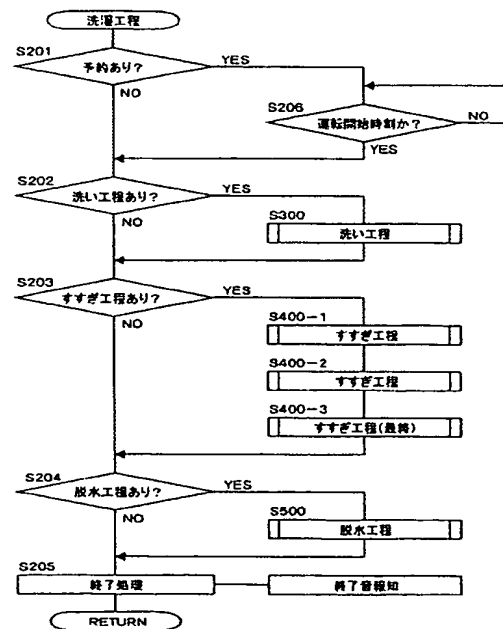 洗濯工程
S201
予約あり?
YES
NO
S206
運転開始時刻か?
NO
YES
S202
洗い工程あり?
YES
NO
S300
洗い工程
S203
すすぎ工程あり?
YES
NO
S400-1
すすぎ工程
S400-2
すすぎ工程
S400-3
すすぎ工程(最終)
S204
脱水工程あり?
YES
NO
S500
脱水工程
S205
終了処理
終了音報知
RETURN